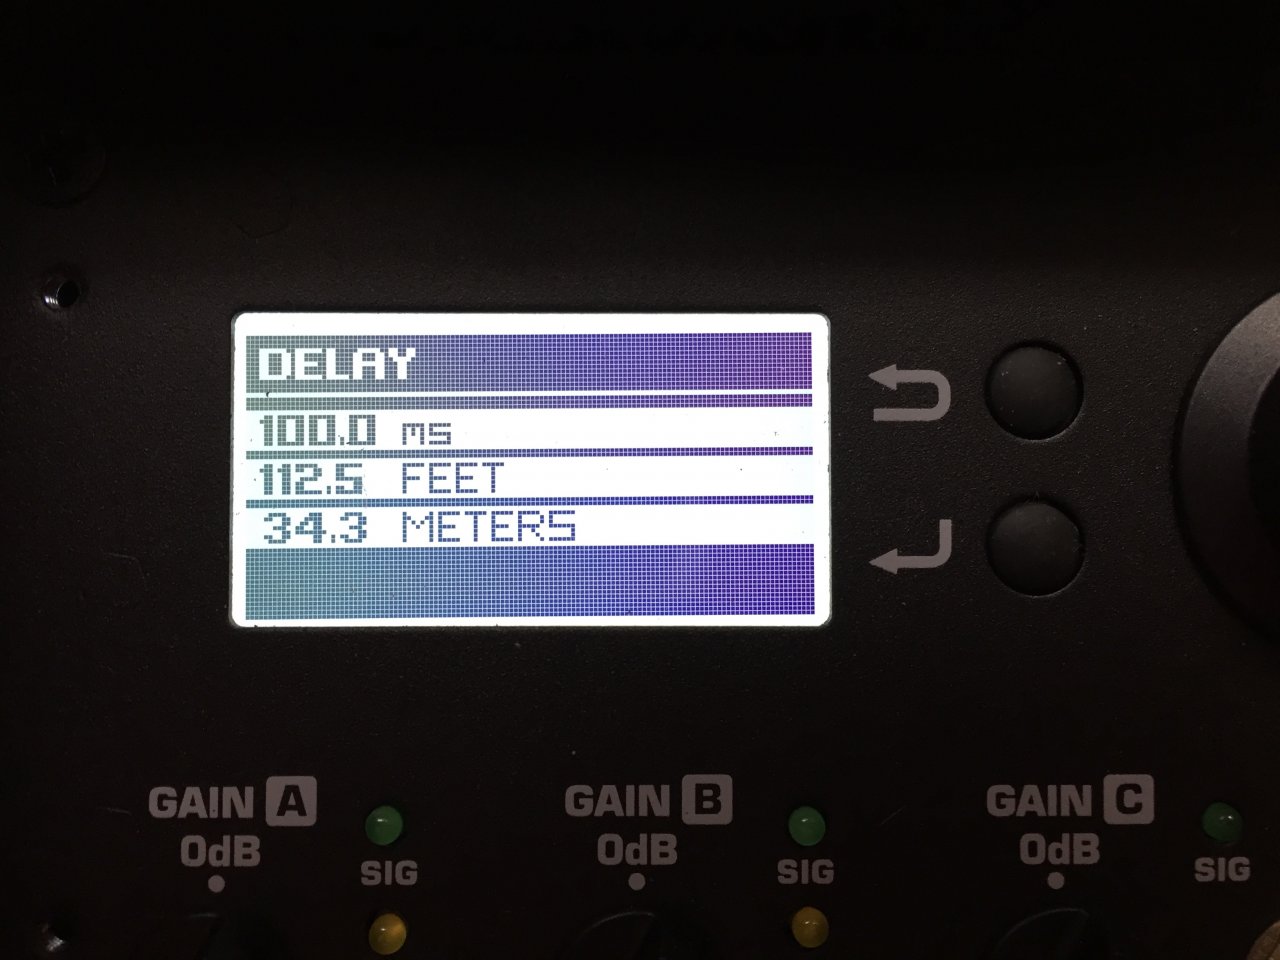 DELAY
100.0 ms
112.5 FEET
34.3 METERS
GAIN A
0dB
SIG
GAIN B
0dB
SIG
GAIN C
0dB
SIG